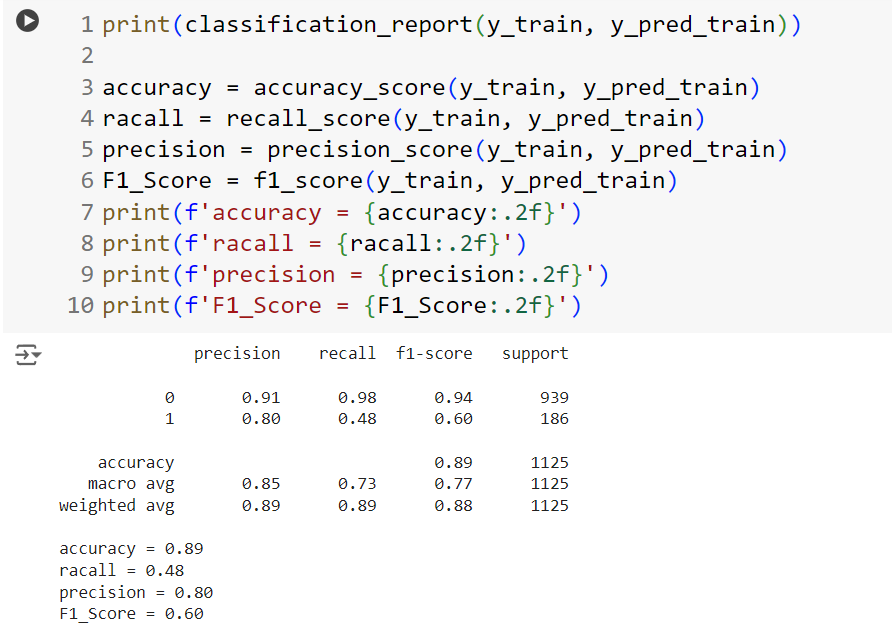 1 print(classification_report(y_train, y_pred_train))
2
3 accuracy = accuracy_score(y_train, y_pred_train)
4 racall = recall_score(y_train, y_pred_train)
5 precision = precision_score(y_train, y_pred_train)
6 F1_Score = f1_score(y_train, y_pred_train)
7 print(f'accuracy = {accuracy:.2f}')
8 print(f'racall = {racall:.2f}')
9 print(f'precision = {precision:.2f}')
10 print(f'F1_Score = {F1_Score:.2f}')
precision recall f1-score support
0 0.91 0.98 0.94 939
1 0.80 0.48 0.60 186
accuracy 0.89 1125
macro avg 0.85 0.73 0.77 1125
weighted avg 0.89 0.89 0.88 1125
accuracy = 0.89
racall = 0.48
precision = 0.80
F1_Score = 0.60